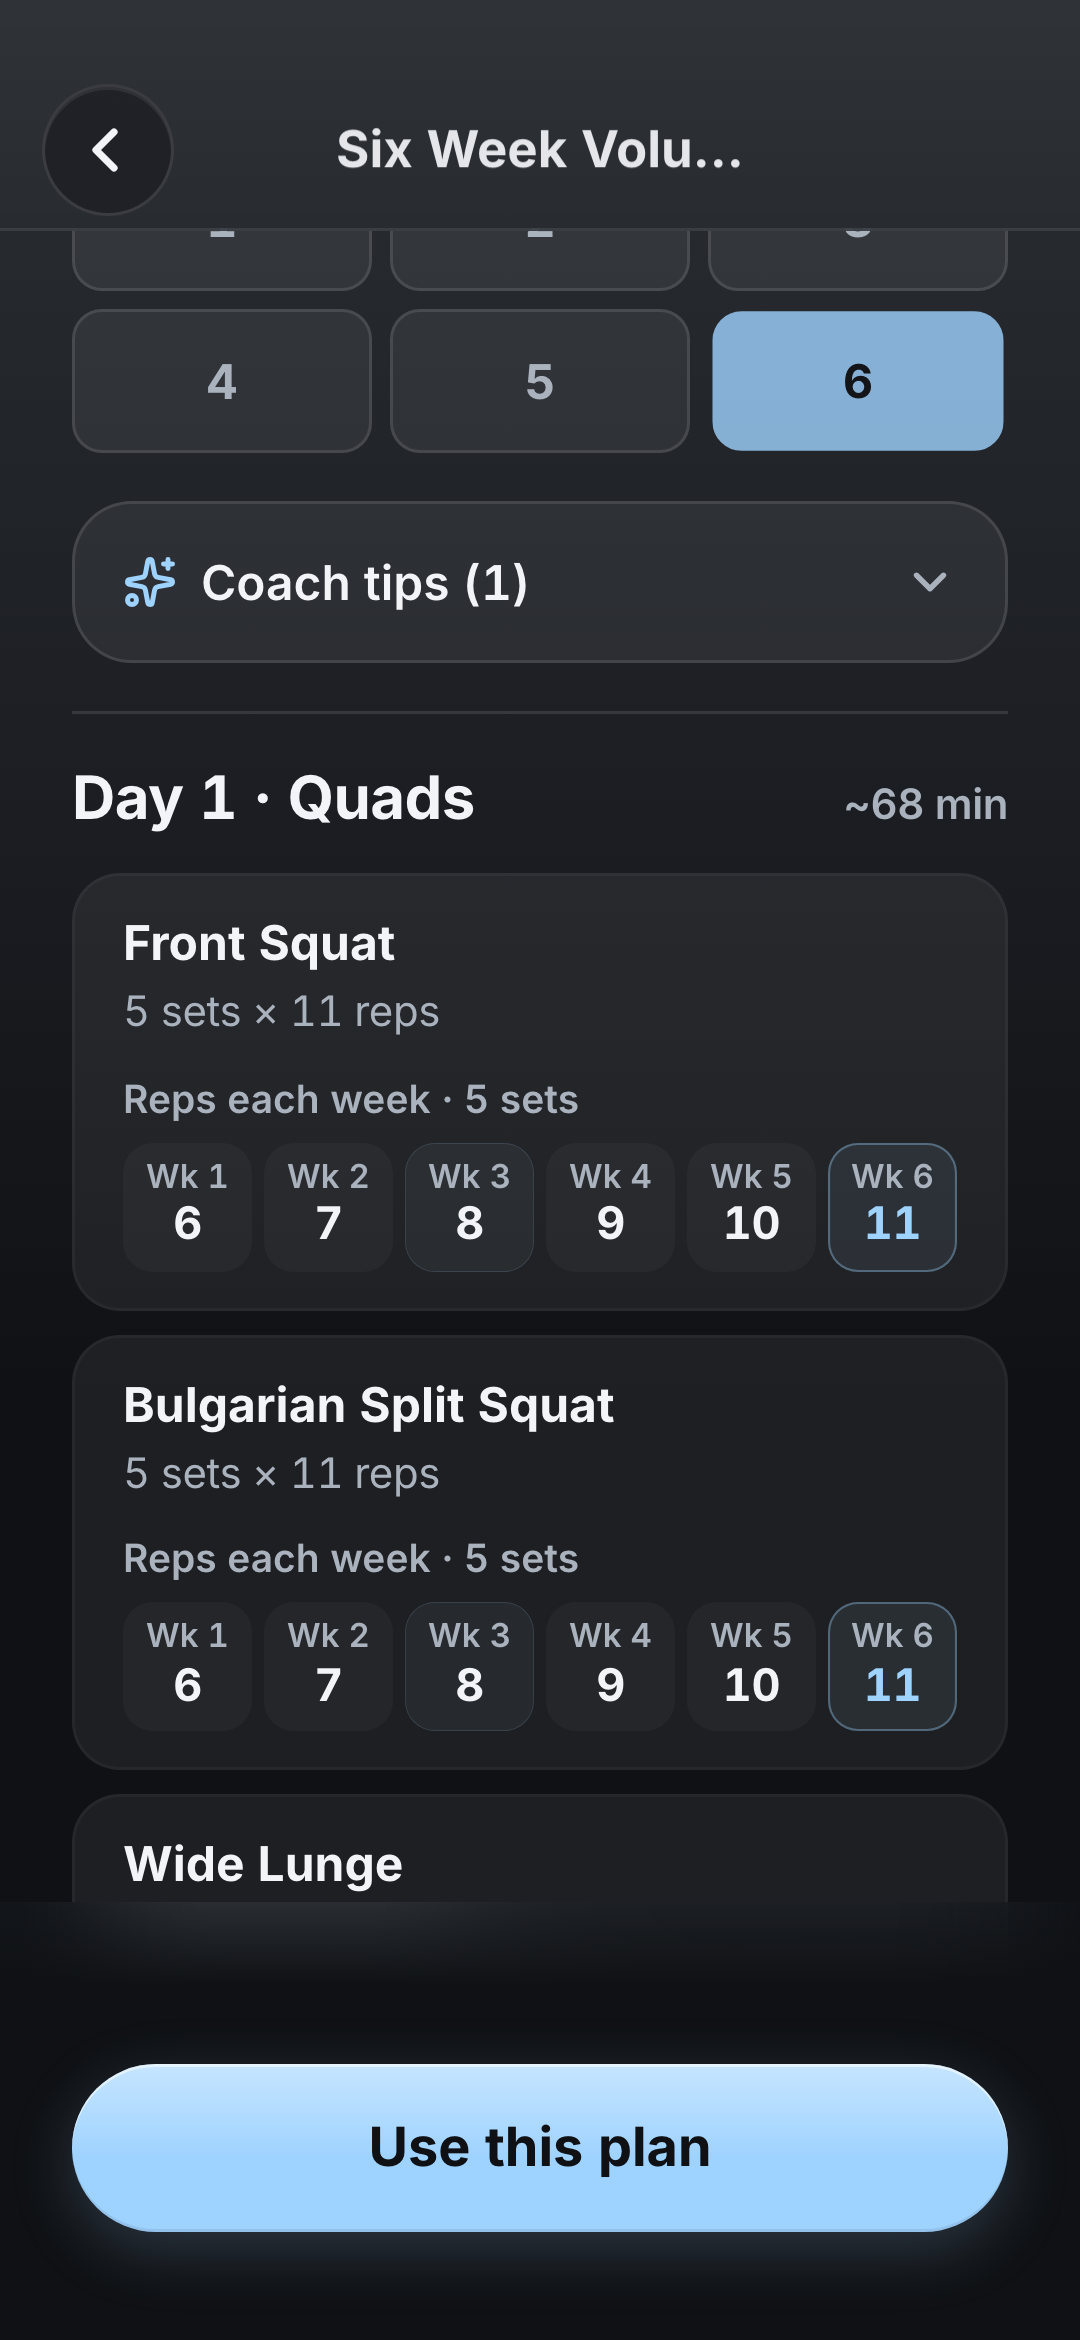 Six Week Volu...
4 5 6
Coach tips (1)
Day 1 · Quads ~68 min
Front Squat
5 sets × 11 reps
Reps each week · 5 sets
Wk 1 Wk 2 Wk 3 Wk 4 Wk 5 Wk 6
6 7 8 9 10 11
Bulgarian Split Squat
5 sets × 11 reps
Reps each week · 5 sets
Wk 1 Wk 2 Wk 3 Wk 4 Wk 5 Wk 6
6 7 8 9 10 11
Wide Lunge
Use this plan